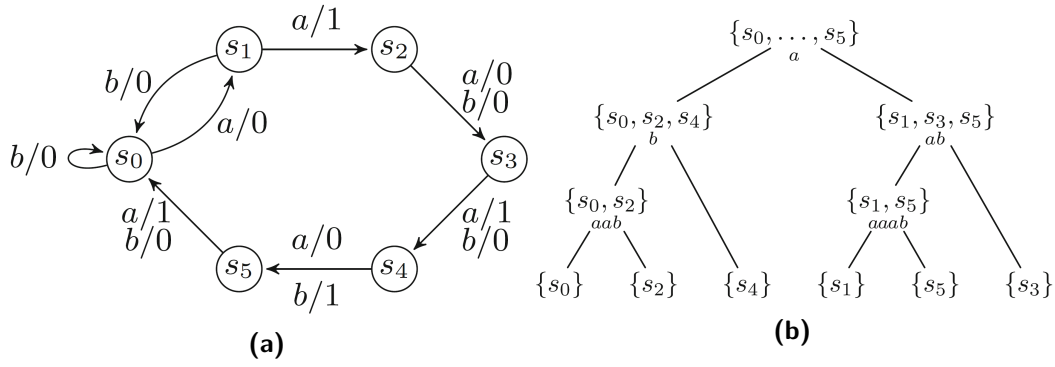 a/1
s₁
s₂
b/0
a/0
a/0
b/0
b/0
s₀
s₃
a/1
b/0
a/1
b/0
a/0
s₅
s₄
b/1
(a)
{s₀, …, s₅}
a
{s₀, s₂, s₄}
b
{s₁, s₃, s₅}
ab
{s₀, s₂}
aab
{s₁, s₅}
aaab
{s₀}
{s₂}
{s₄}
{s₁}
{s₅}
{s₃}
(b)